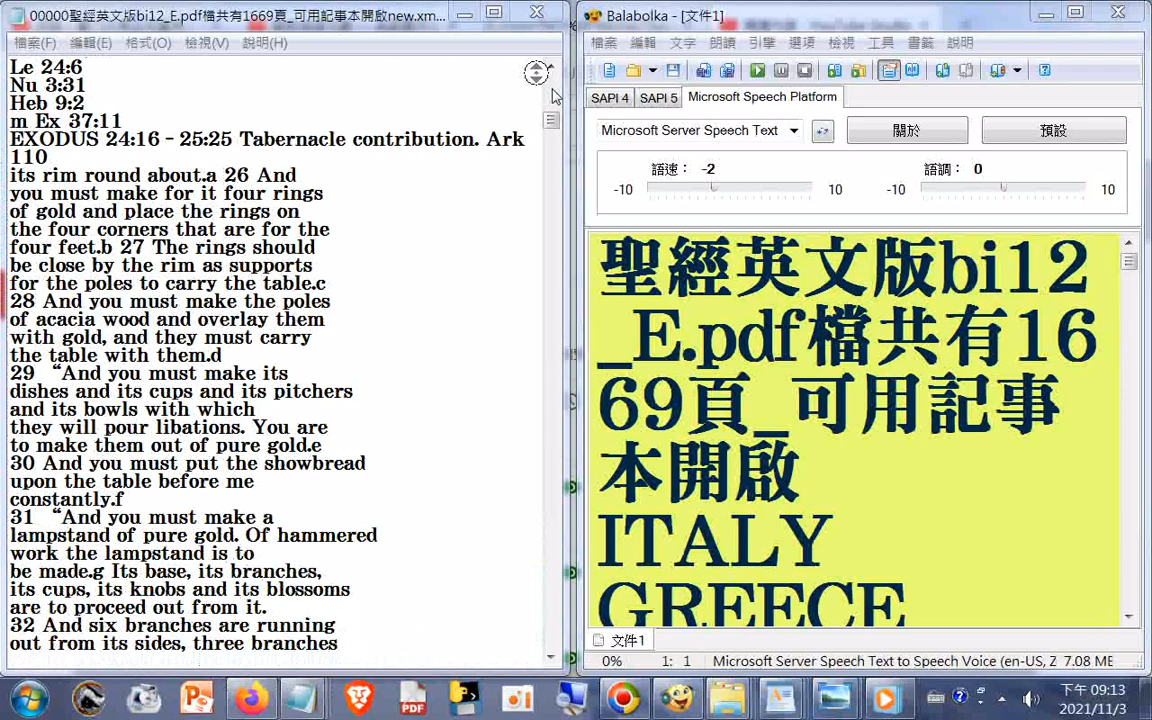 00000聖經英文版bi12_E.pdf檔共有1669頁_可用記事本開啟new.xm...
檔案(F) 編輯(E) 格式(O) 檢視(V) 說明(H)
Le 24:6
Nu 3:31
Heb 9:2
m Ex 37:11
EXODUS 24:16 - 25:25 Tabernacle contribution. Ark
110
its rim round about.a 26 And
you must make for it four rings
of gold and place the rings on
the four corners that are for the
four feet.b 27 The rings should
be close by the rim as supports
for the poles to carry the table.c
28 And you must make the poles
of acacia wood and overlay them
with gold, and they must carry
the table with them.d
29 “And you must make its
dishes and its cups and its pitchers
and its bowls with which
they will pour libations. You are
to make them out of pure gold.e
30 And you must put the showbread
upon the table before me
constantly.f
31 “And you must make a
lampstand of pure gold. Of hammered
work the lampstand is to
be made.g Its base, its branches,
its cups, its knobs and its blossoms
are to proceed out from it.
32 And six branches are running
out from its sides, three branches
Balabolka - [文件1]
檔案 編輯 文字 朗讀 引擎 選項 檢視 工具 書籤 說明
SAPI 4 SAPI 5 Microsoft Speech Platform
Microsoft Server Speech Text 關於 預設
語速: -2 語調: 0
-10 10 -10 10
聖經英文版bi12
_E.pdf檔共有16
69頁_可用記事
本開啟
ITALY
GREECE
文件1
0% 1: 1 Microsoft Server Speech Text to Speech Voice (en-US, Z 7.08 ME
PDF
下午 09:13
2021/11/3